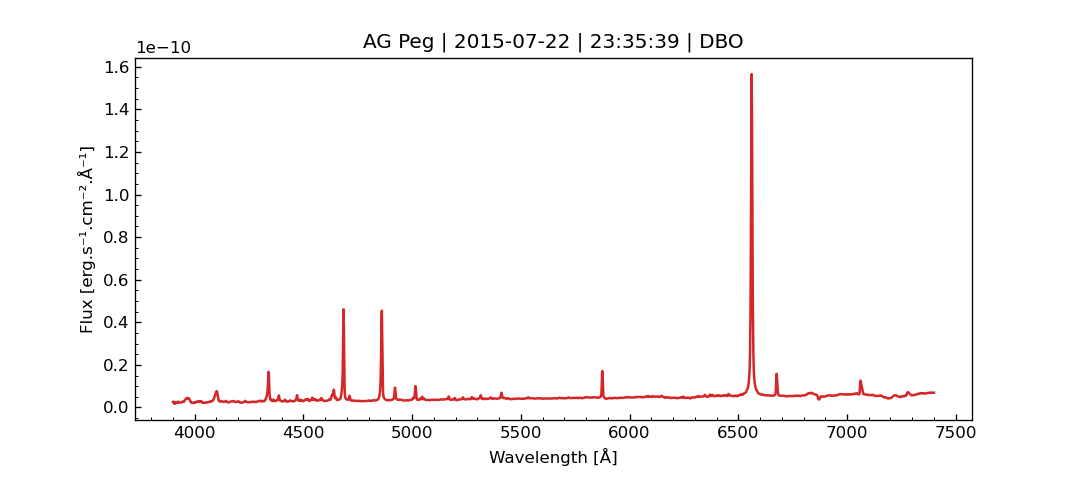 AG Peg | 2015-07-22 | 23:35:39 | DBO
1e−10
1.6
1.4
1.2
1.0
0.8
0.6
0.4
0.2
0.0
Flux [erg.s⁻¹.cm⁻².Å⁻¹]
4000 4500 5000 5500 6000 6500 7000 7500
Wavelength [Å]